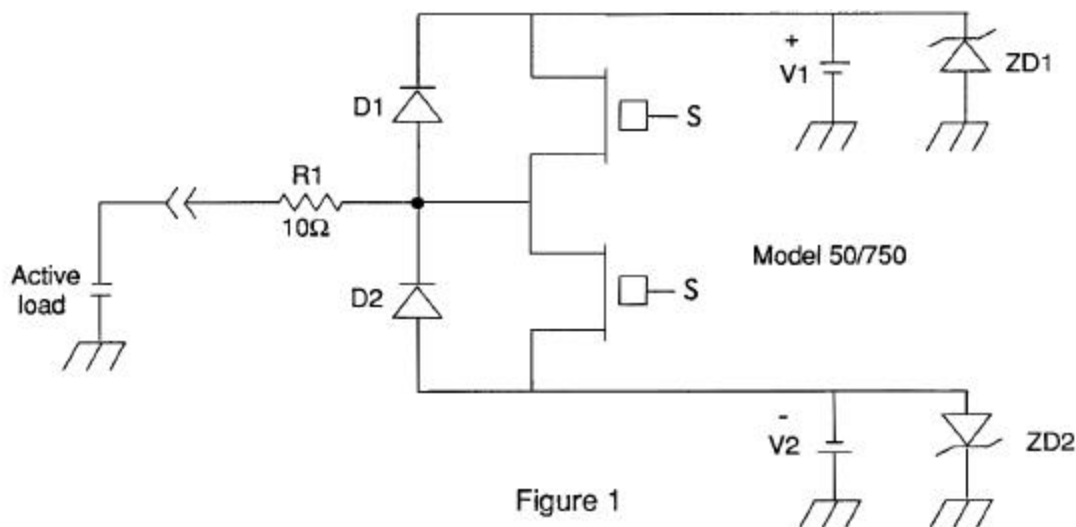 +
V1
ZD1
D1
S
R1
10Ω
Active
load
D2
S
Model 50/750
-
V2
ZD2
Figure 1